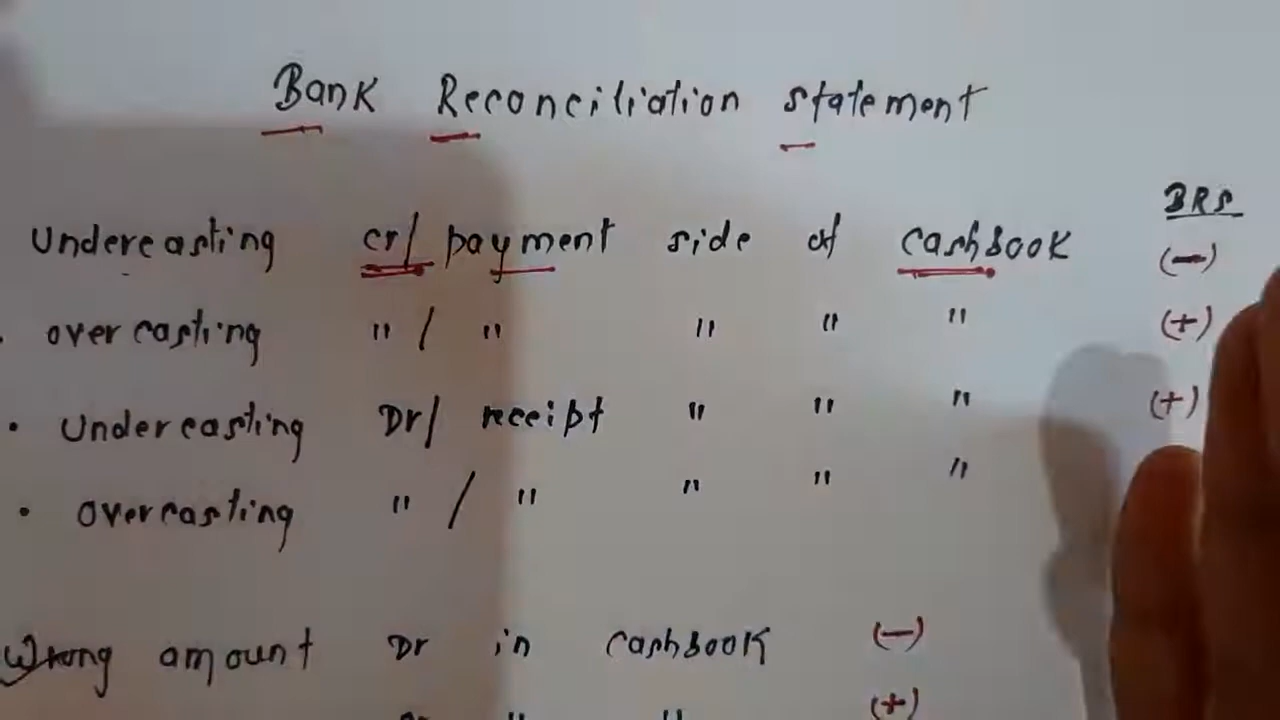 Bank Reconciliation statement
BRS
Undercasting cr/ payment side of cashbook (-)
overcasting " / " " " " (+)
• Undercasting Dr/ receipt " " " (+)
• overcasting " / " " " "
Wrong amount Dr in cashbook (-)
" " (+)